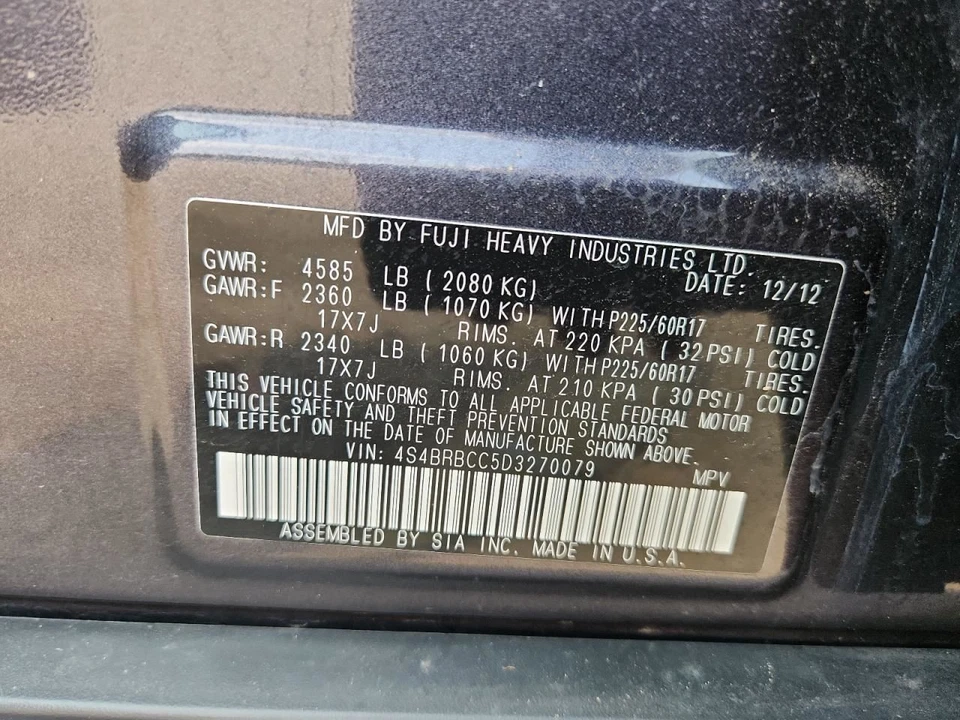 MFD BY FUJI HEAVY INDUSTRIES LTD.
GVWR: 4585 LB ( 2080 KG) DATE: 12/12
GAWR:F 2360 LB ( 1070 KG) WITH P225/60R17 TIRES.
17X7J RIMS. AT 220 KPA ( 32 PSI) COLD
GAWR:R 2340 LB ( 1060 KG) WITH P225/60R17 TIRES.
17X7J RIMS. AT 210 KPA ( 30 PSI) COLD
THIS VEHICLE CONFORMS TO ALL APPLICABLE FEDERAL MOTOR
VEHICLE SAFETY AND THEFT PREVENTION STANDARDS
IN EFFECT ON THE DATE OF MANUFACTURE SHOWN ABOVE.
VIN: 4S4BRBCC5D3270079 MPV
ASSEMBLED BY SIA INC. MADE IN U.S.A.